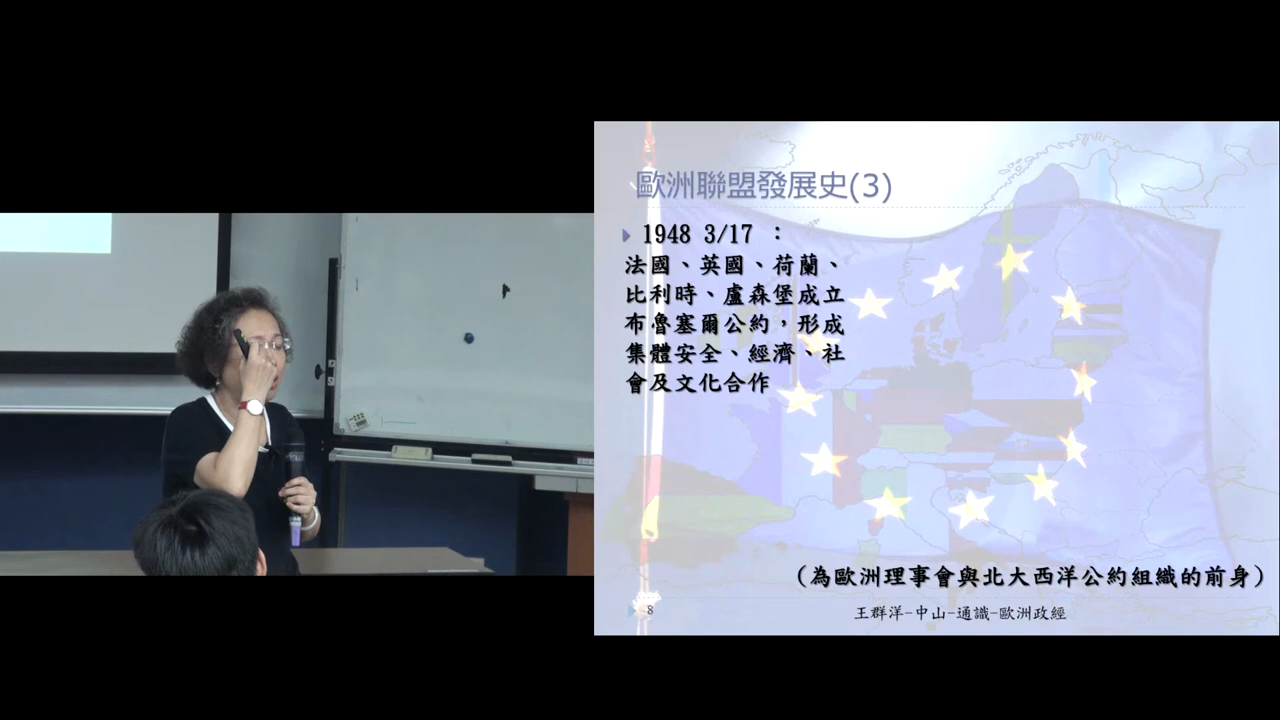 歐洲聯盟發展史(3)
1948 3/17 :
法國、英國、荷蘭、
比利時、盧森堡成立
布魯塞爾公約，形成
集體安全、經濟、社
會及文化合作
(為歐洲理事會與北大西洋公約組織的前身)
8
王群洋-中山-通識-歐洲政經